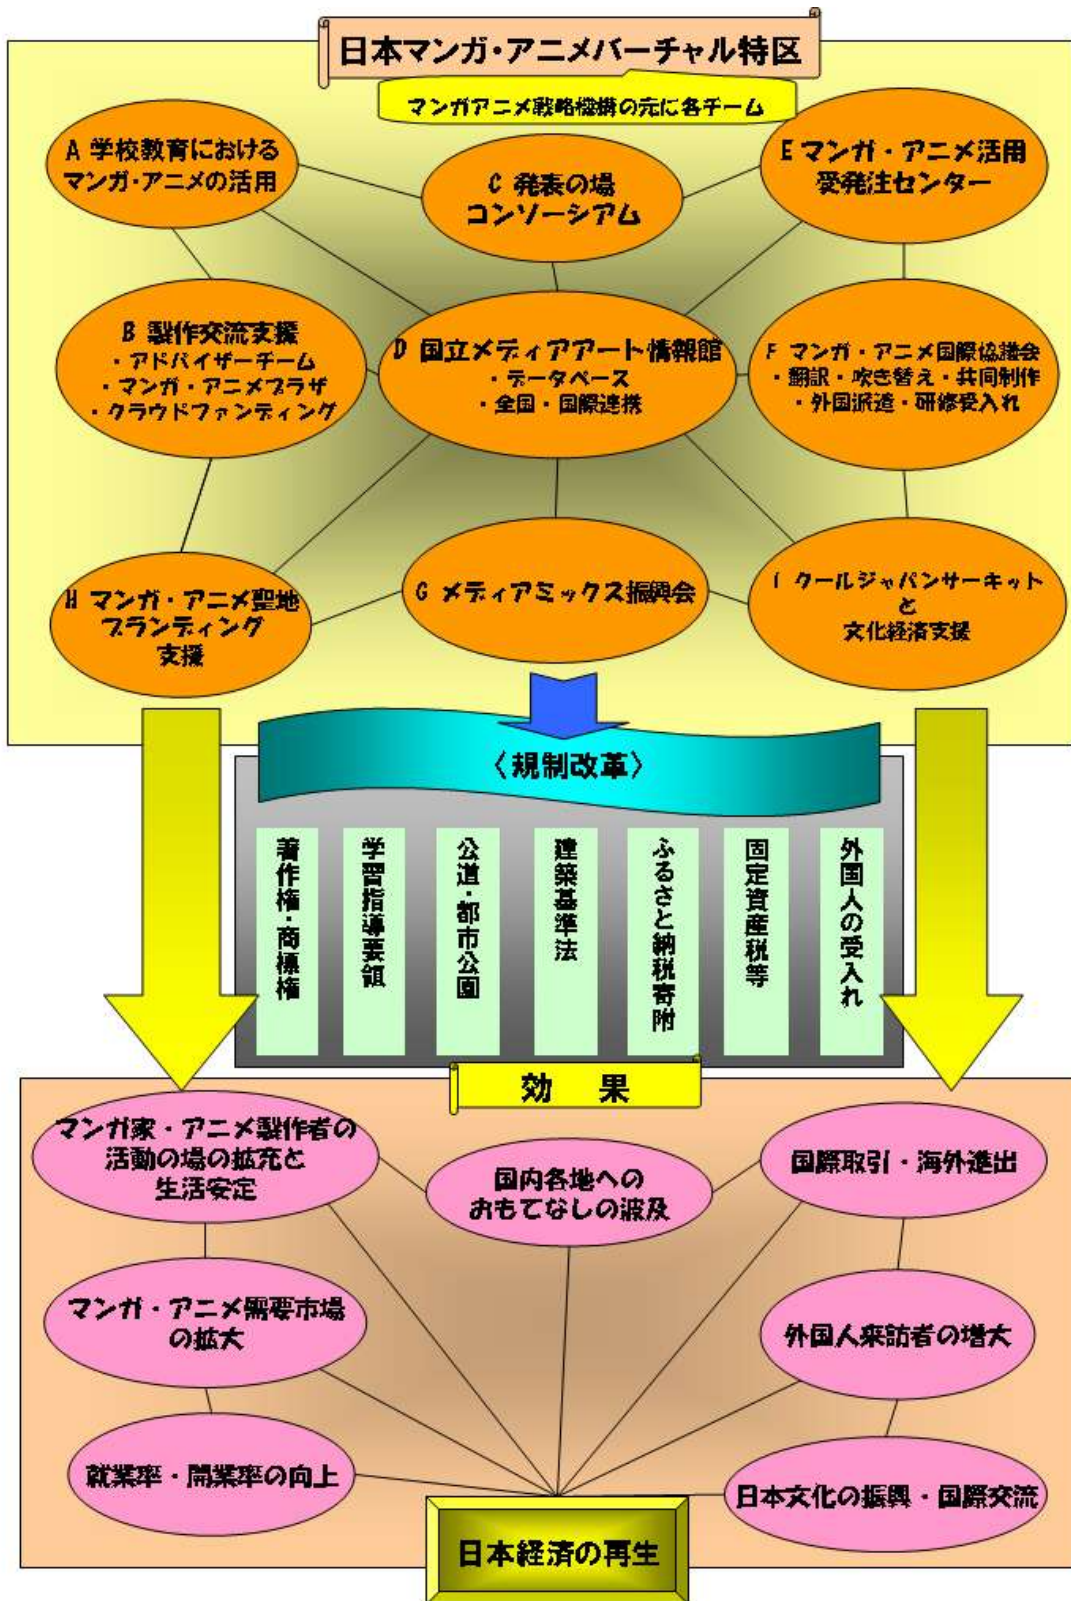 日本マンガ・アニメバーチャル特区
マンガアニメ戦略機構の元に各チーム
A 学校教育における
マンガ・アニメの活用
C 発表の場
コンソーシアム
E マンガ・アニメ活用
受発注センター
B 製作交流支援
・アドバイザーチーム
・マンガ・アニメプラザ
・クラウドファンディング
D 国立メディアアート情報館
・データベース
・全国・国際連携
F マンガ・アニメ国際協議会
・翻訳・吹き替え・共同制作
・外国派遣・研修受入れ
H マンガ・アニメ聖地
ブランディング
支援
G メディアミックス振興会
I クールジャパンサーキット
と
文化経済支援
〈規制改革〉
著作権・商標権
学習指導要領
公道・都市公園
建築基準法
ふるさと納税寄附
固定資産税等
外国人の受入れ
効 果
マンガ家・アニメ製作者の
活動の場の拡充と
生活安定
国内各地への
おもてなしの波及
国際取引・海外進出
マンガ・アニメ需要市場
の拡大
外国人来訪者の増大
就業率・開業率の向上
日本文化の振興・国際交流
日本経済の再生